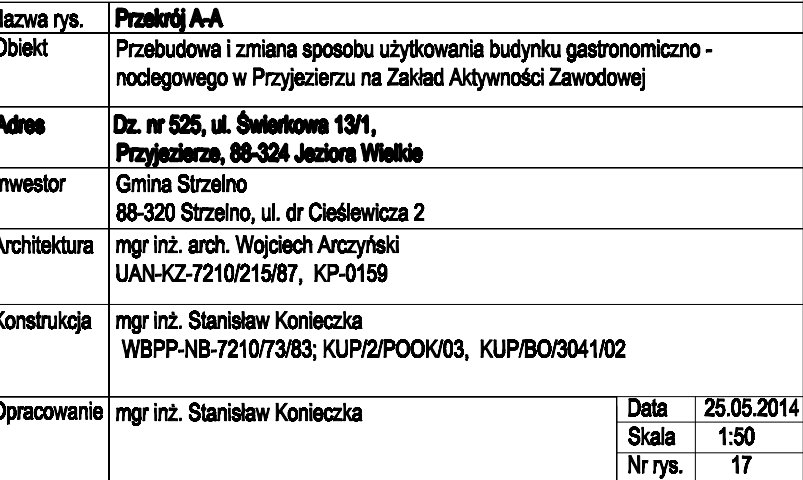 Nazwa rys. Przekrój A-A
Obiekt Przebudowa i zmiana sposobu użytkowania budynku gastronomiczno -
noclegowego w Przyjezierzu na Zakład Aktywności Zawodowej
Adres Dz. nr 525, ul. Świerkowa 13/1,
Przyjezierze, 88-324 Jeziora Wielkie
Inwestor Gmina Strzelno
88-320 Strzelno, ul. dr Cieślewicza 2
Architektura mgr inż. arch. Wojciech Arczyński
UAN-KZ-7210/215/87, KP-0159
Konstrukcja mgr inż. Stanisław Konieczka
WBPP-NB-7210/73/83; KUP/2/POOK/03, KUP/BO/3041/02
Opracowanie mgr inż. Stanisław Konieczka Data 25.05.2014
Skala 1:50
Nr rys. 17